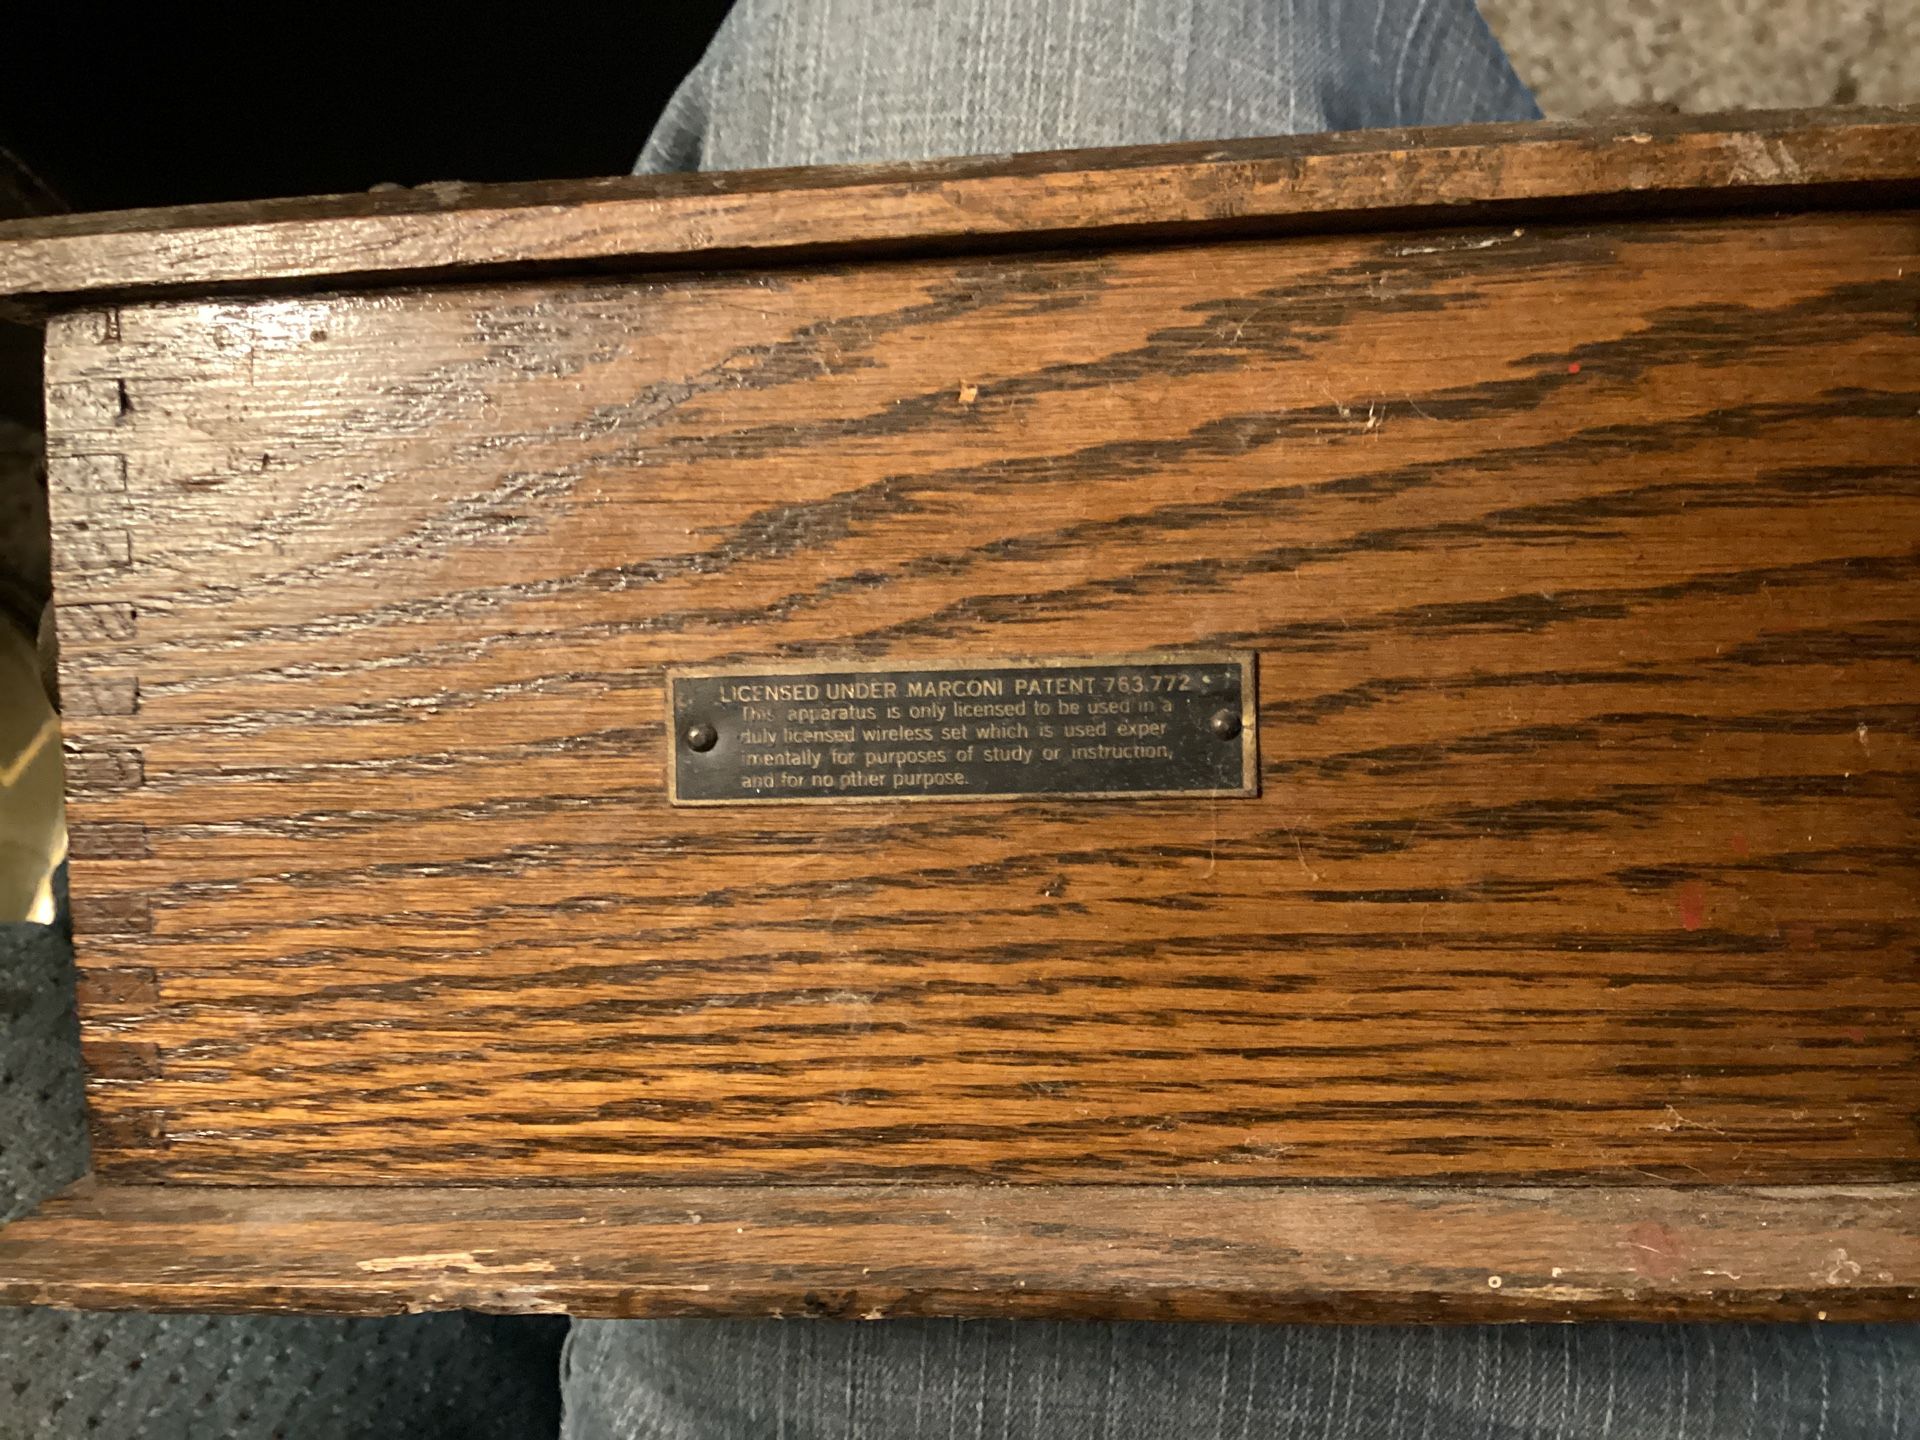 LICENSED UNDER MARCONI PATENT 763.772
This apparatus is only licensed to be used in a
duly licensed wireless set which is used exper
imentally for purposes of study or instruction,
and for no other purpose.